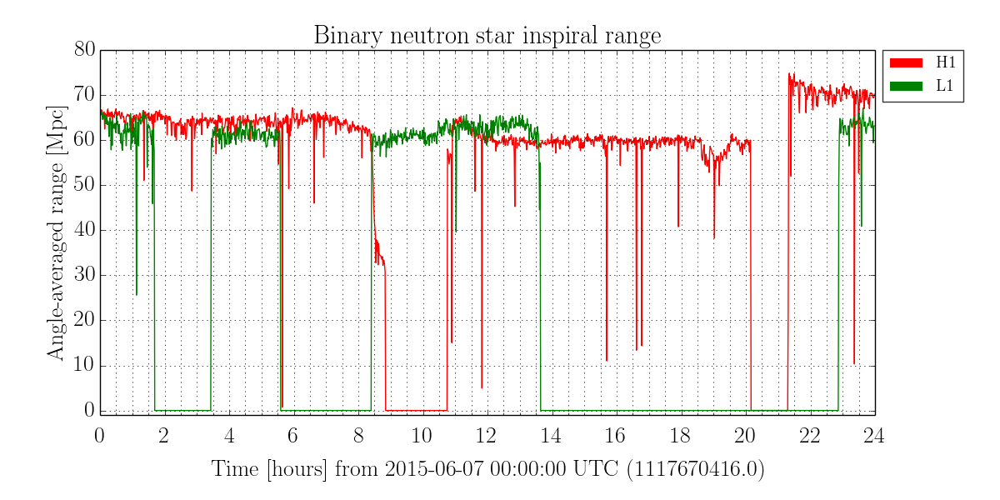 Binary neutron star inspiral range
H1
L1
Angle-averaged range [Mpc]
80
70
60
50
40
30
20
10
0
0 2 4 6 8 10 12 14 16 18 20 22 24
Time [hours] from 2015-06-07 00:00:00 UTC (1117670416.0)